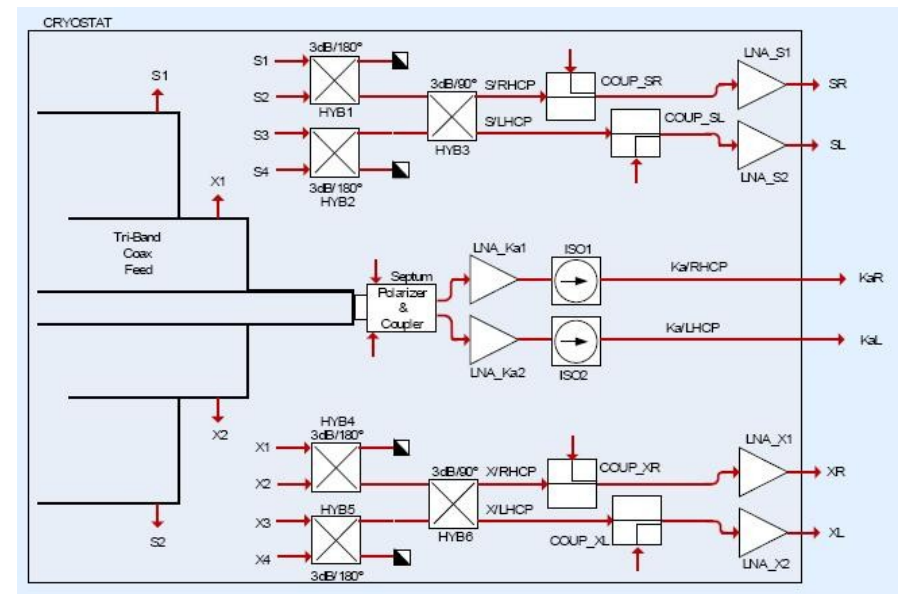 CRYOSTAT
S1
X1
Tri-Band
Coax
Feed
X2
S2
3dB/180°
S1
S2
HYB1
S3
S4
3dB/180°
HYB2
3dB/90°
HYB3
S/RHCP
S/LHCP
COUP_SR
COUP_SL
LNA_S1
SR
SL
LNA_S2
Septum
Polarizer
&
Coupler
LNA_Ka1
ISO1
Ka/RHCP
KaR
Ka/LHCP
KaL
LNA_Ka2
ISO2
HYB4
3dB/180°
X1
X2
HYB5
X3
X4
3dB/180°
3dB/90°
HYB6
X/RHCP
X/LHCP
COUP_XR
COUP_XL
LNA_X1
XR
XL
LNA_X2